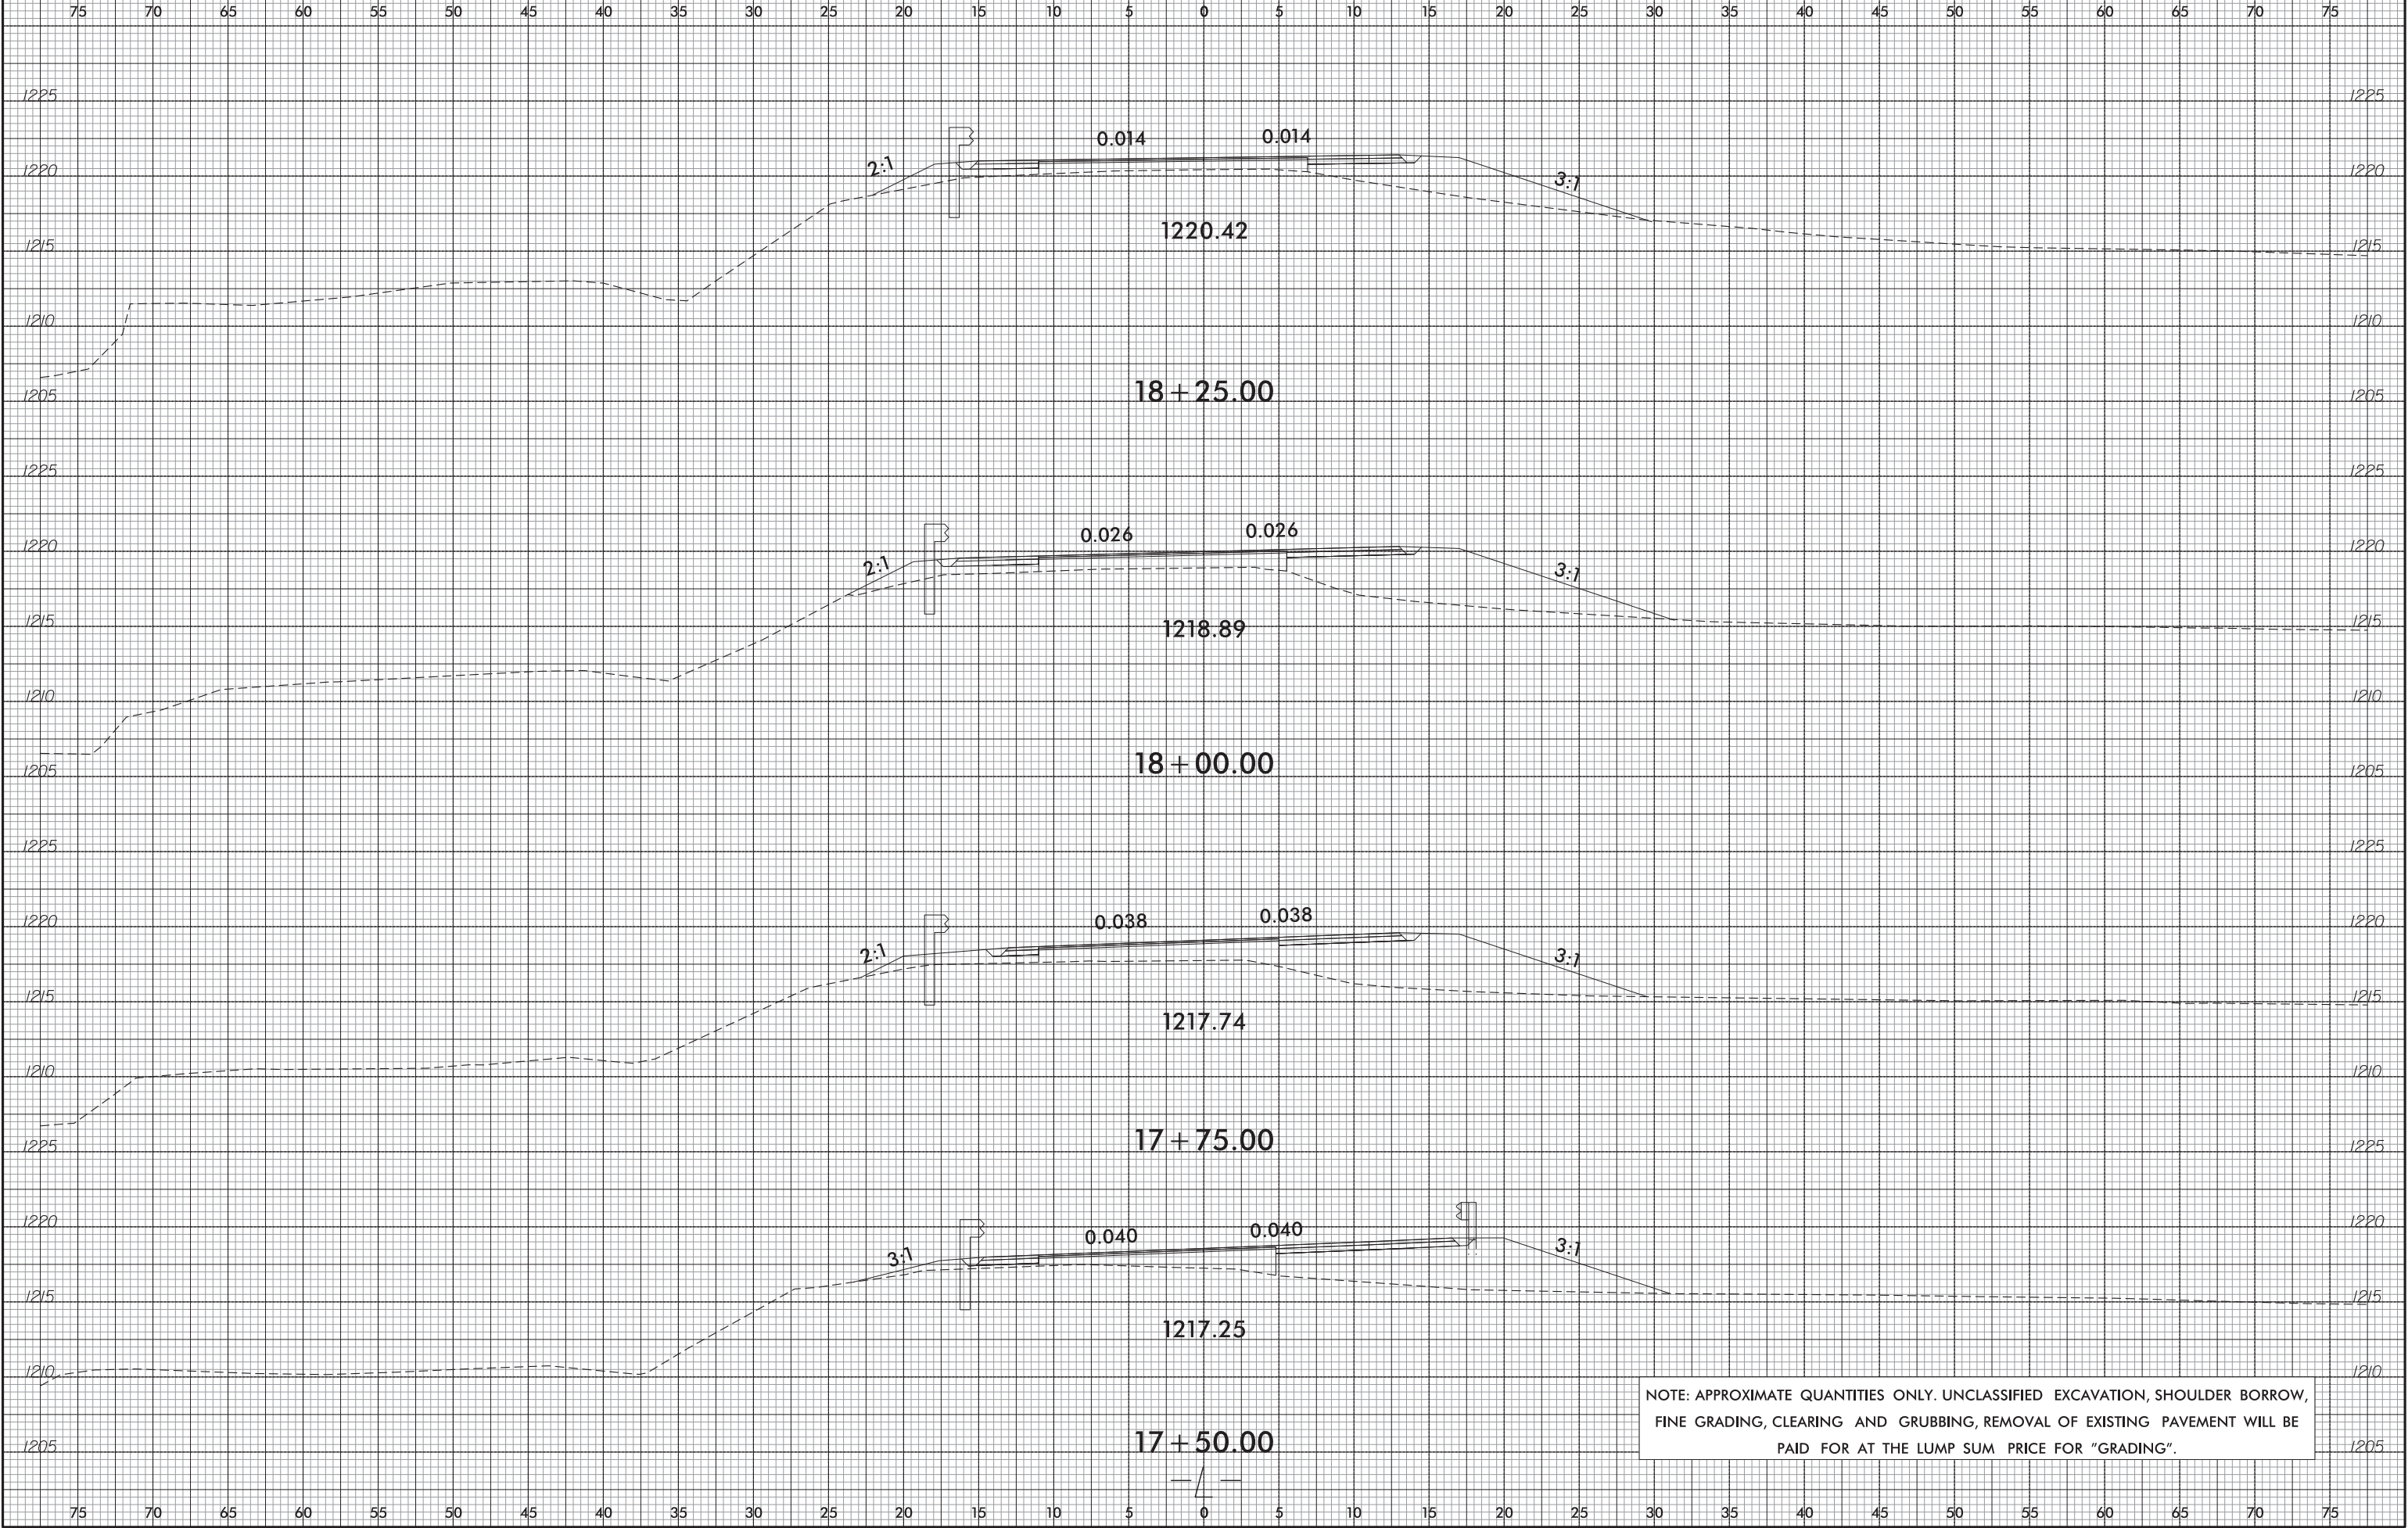 75 70 65 60 55 50 45 40 35 30 25 20 15 10 5 0 5 10 15 20 25 30 35 40 45 50 55 60 65 70 75
1225 1225
0.014 0.014
1220 2:1 3:1 1220
1220.42
1215 1215
1210 1210
18+25.00
1205 1205
1225 1225
0.026 0.026
1220 1220
2:1 3:1
1215 1218.89 1215
1210 1210
18+00.00
1205 1205
1225 1225
1220 0.038 0.038 1220
2:1 3:1
1215 1215
1217.74
1210 1210
1225 17+75.00 1225
1220 1220
0.040 0.040
3:1 3:1
1215 1215
1217.25
1210 1210
NOTE: APPROXIMATE QUANTITIES ONLY. UNCLASSIFIED EXCAVATION, SHOULDER BORROW,
FINE GRADING, CLEARING AND GRUBBING, REMOVAL OF EXISTING PAVEMENT WILL BE
PAID FOR AT THE LUMP SUM PRICE FOR "GRADING".
1205 17+50.00 1205
-L-
75 70 65 60 55 50 45 40 35 30 25 20 15 10 5 0 5 10 15 20 25 30 35 40 45 50 55 60 65 70 75